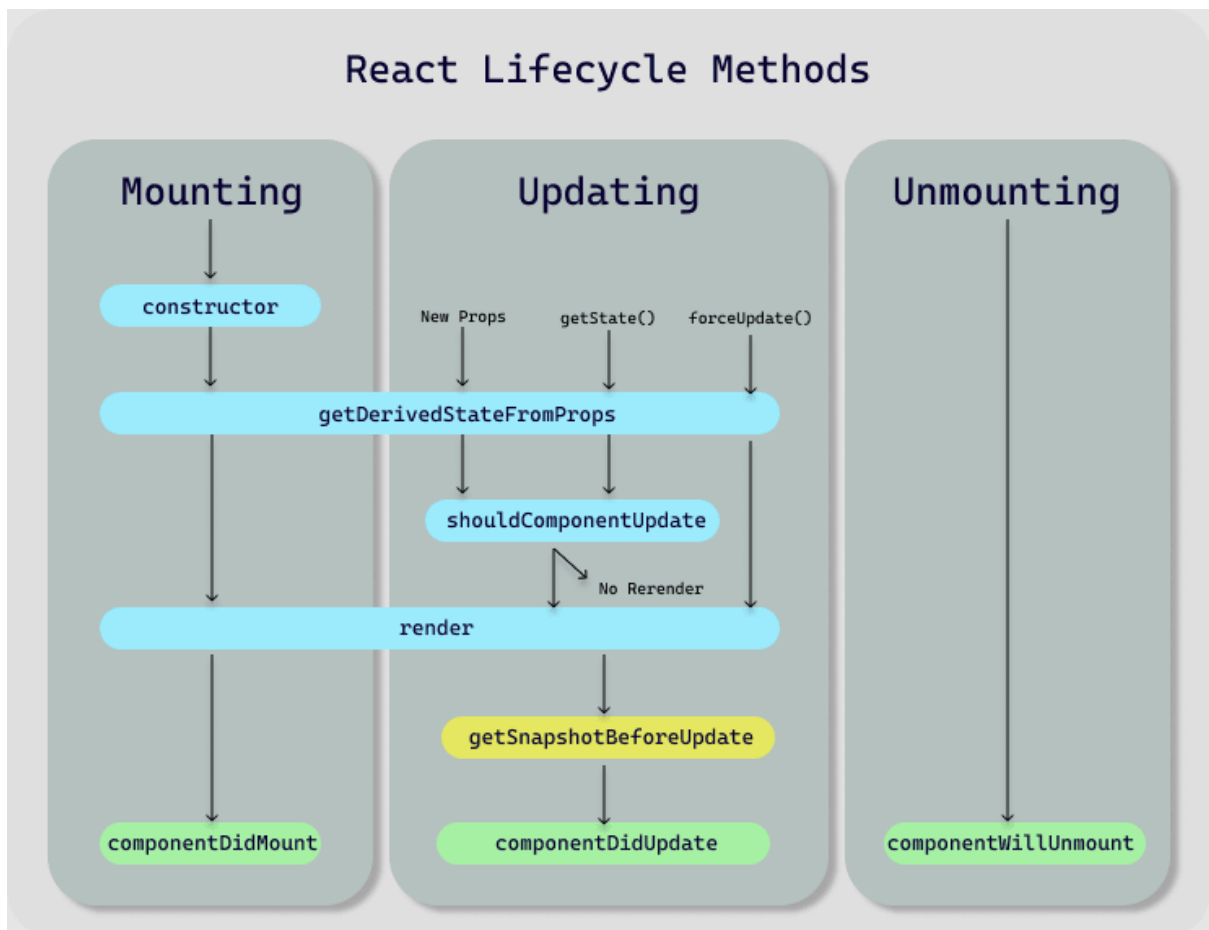 React Lifecycle Methods
Mounting
Updating
Unmounting
constructor
New Props
getState()
forceUpdate()
getDerivedStateFromProps
shouldComponentUpdate
No Rerender
render
getSnapshotBeforeUpdate
componentDidMount
componentDidUpdate
componentWillUnmount